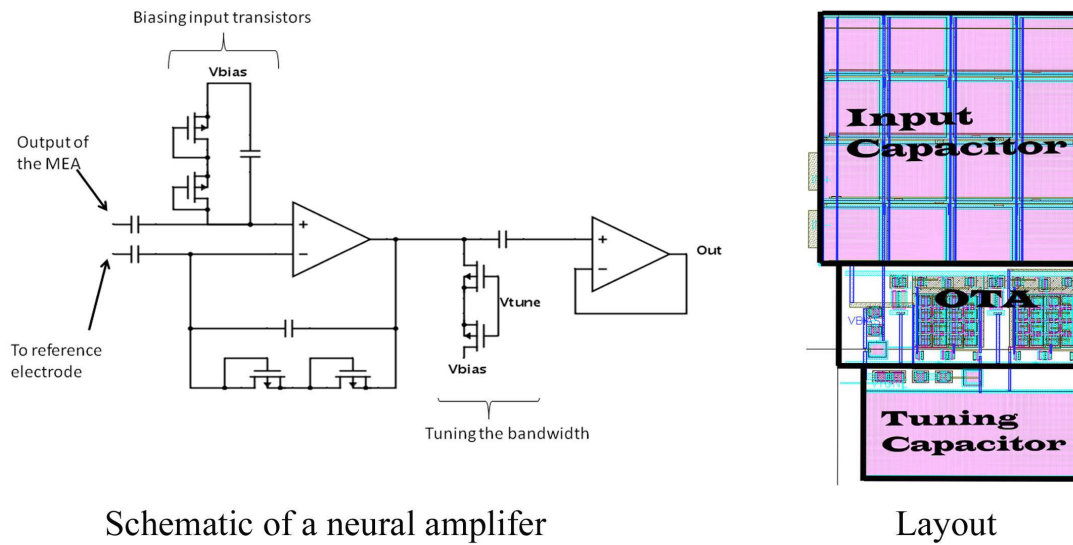 Biasing input transistors
Vbias
Output of
the MEA
+
−
+
−
Out
Vtune
To reference
electrode
Vbias
Tuning the bandwidth
Input
Capacitor
OTA
VBIAS
Tuning
Capacitor
Schematic of a neural amplifer
Layout